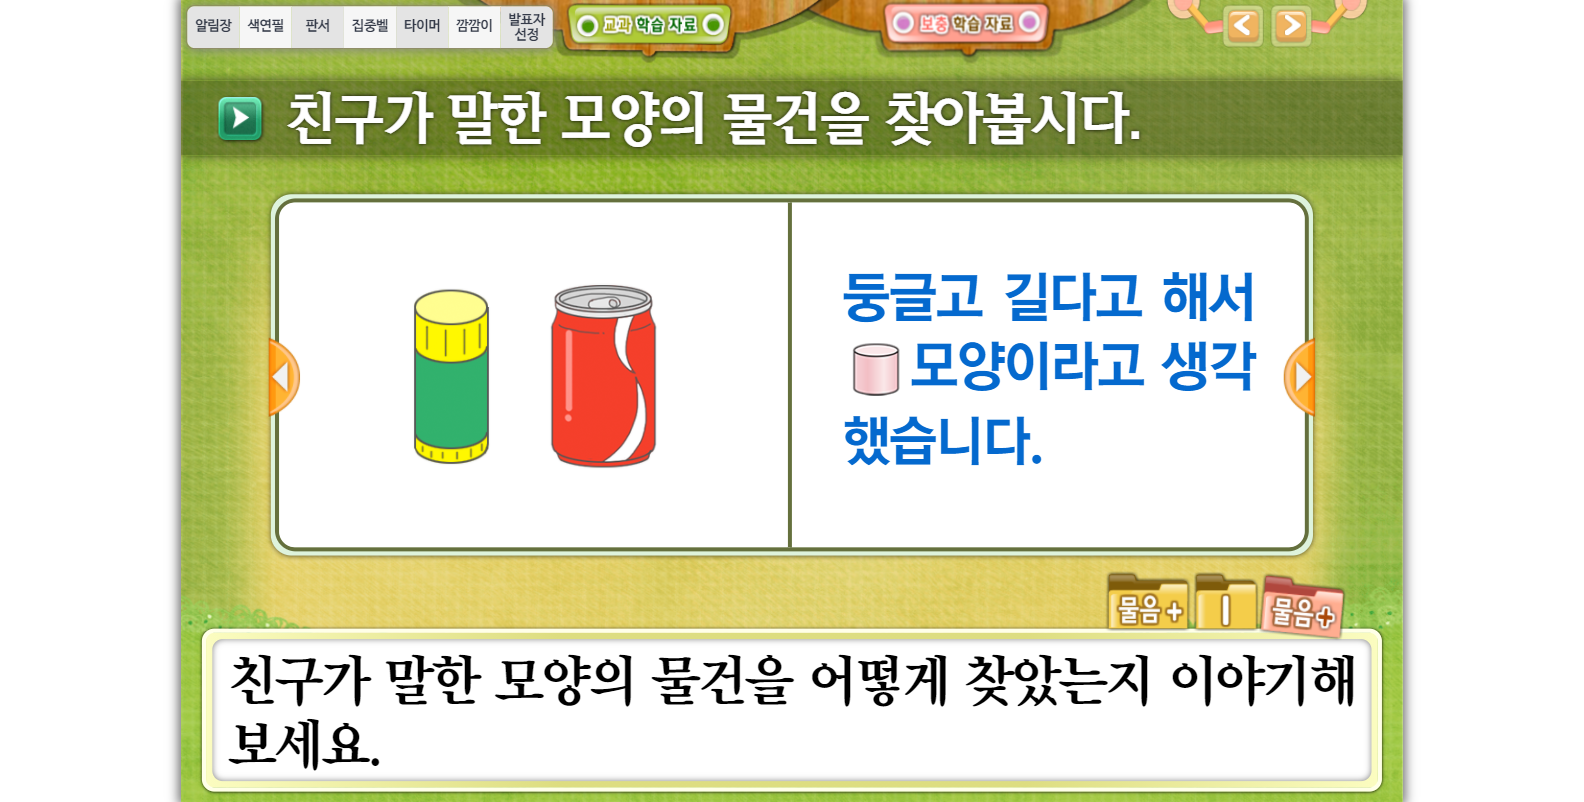 알림장 색연필 판서 집중벨 타이머 깜깜이 발표자 선정
교과 학습 자료
보충 학습 자료
친구가 말한 모양의 물건을 찾아봅시다.
둥글고 길다고 해서
모양이라고 생각
했습니다.
물음+ 1 물음+
친구가 말한 모양의 물건을 어떻게 찾았는지 이야기해
보세요.